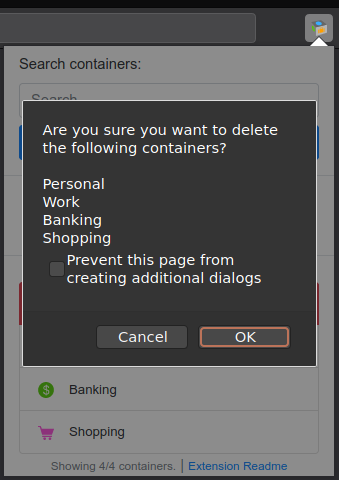 Search containers:
Search
Are you sure you want to delete
the following containers?
Personal
Work
Banking
Shopping
Prevent this page from
creating additional dialogs
Cancel
OK
Banking
Shopping
Showing 4/4 containers. | Extension Readme